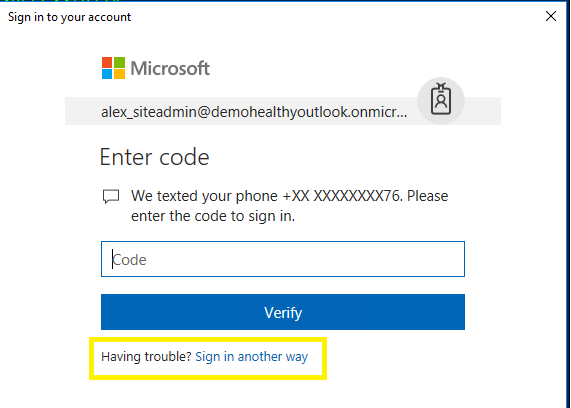 Sign in to your account
Microsoft
alex_siteadmin@demohealthyoutlook.onmicr...
Enter code
We texted your phone +XX XXXXXXXX76. Please
enter the code to sign in.
Code
Verify
Having trouble? Sign in another way